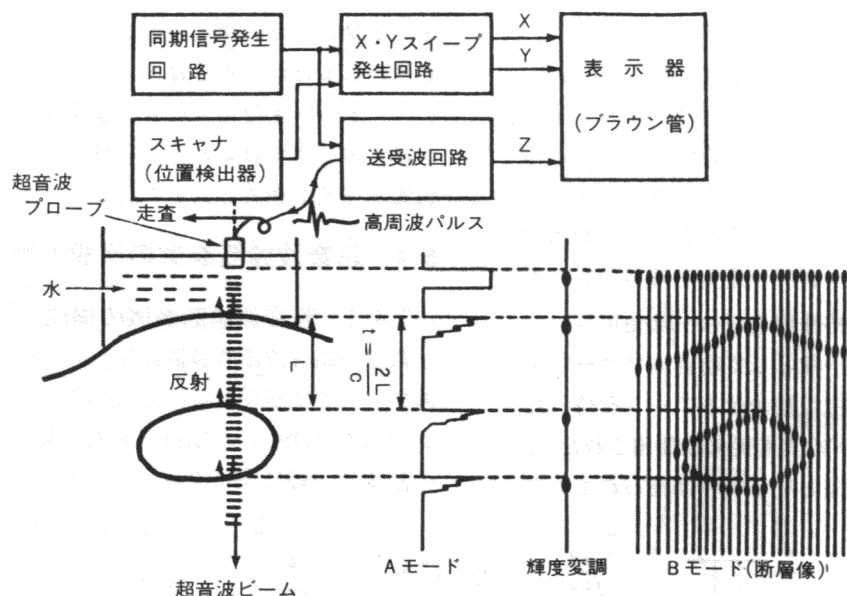 同期信号発生
回路
X・Yスイープ
発生回路
X
Y
表示器
(ブラウン管)
スキャナ
(位置検出器)
送受波回路
Z
超音波
プローブ
走査
高周波パルス
水
反射
L
t = 2L/c
Aモード
輝度変調
Bモード(断層像)
超音波ビーム